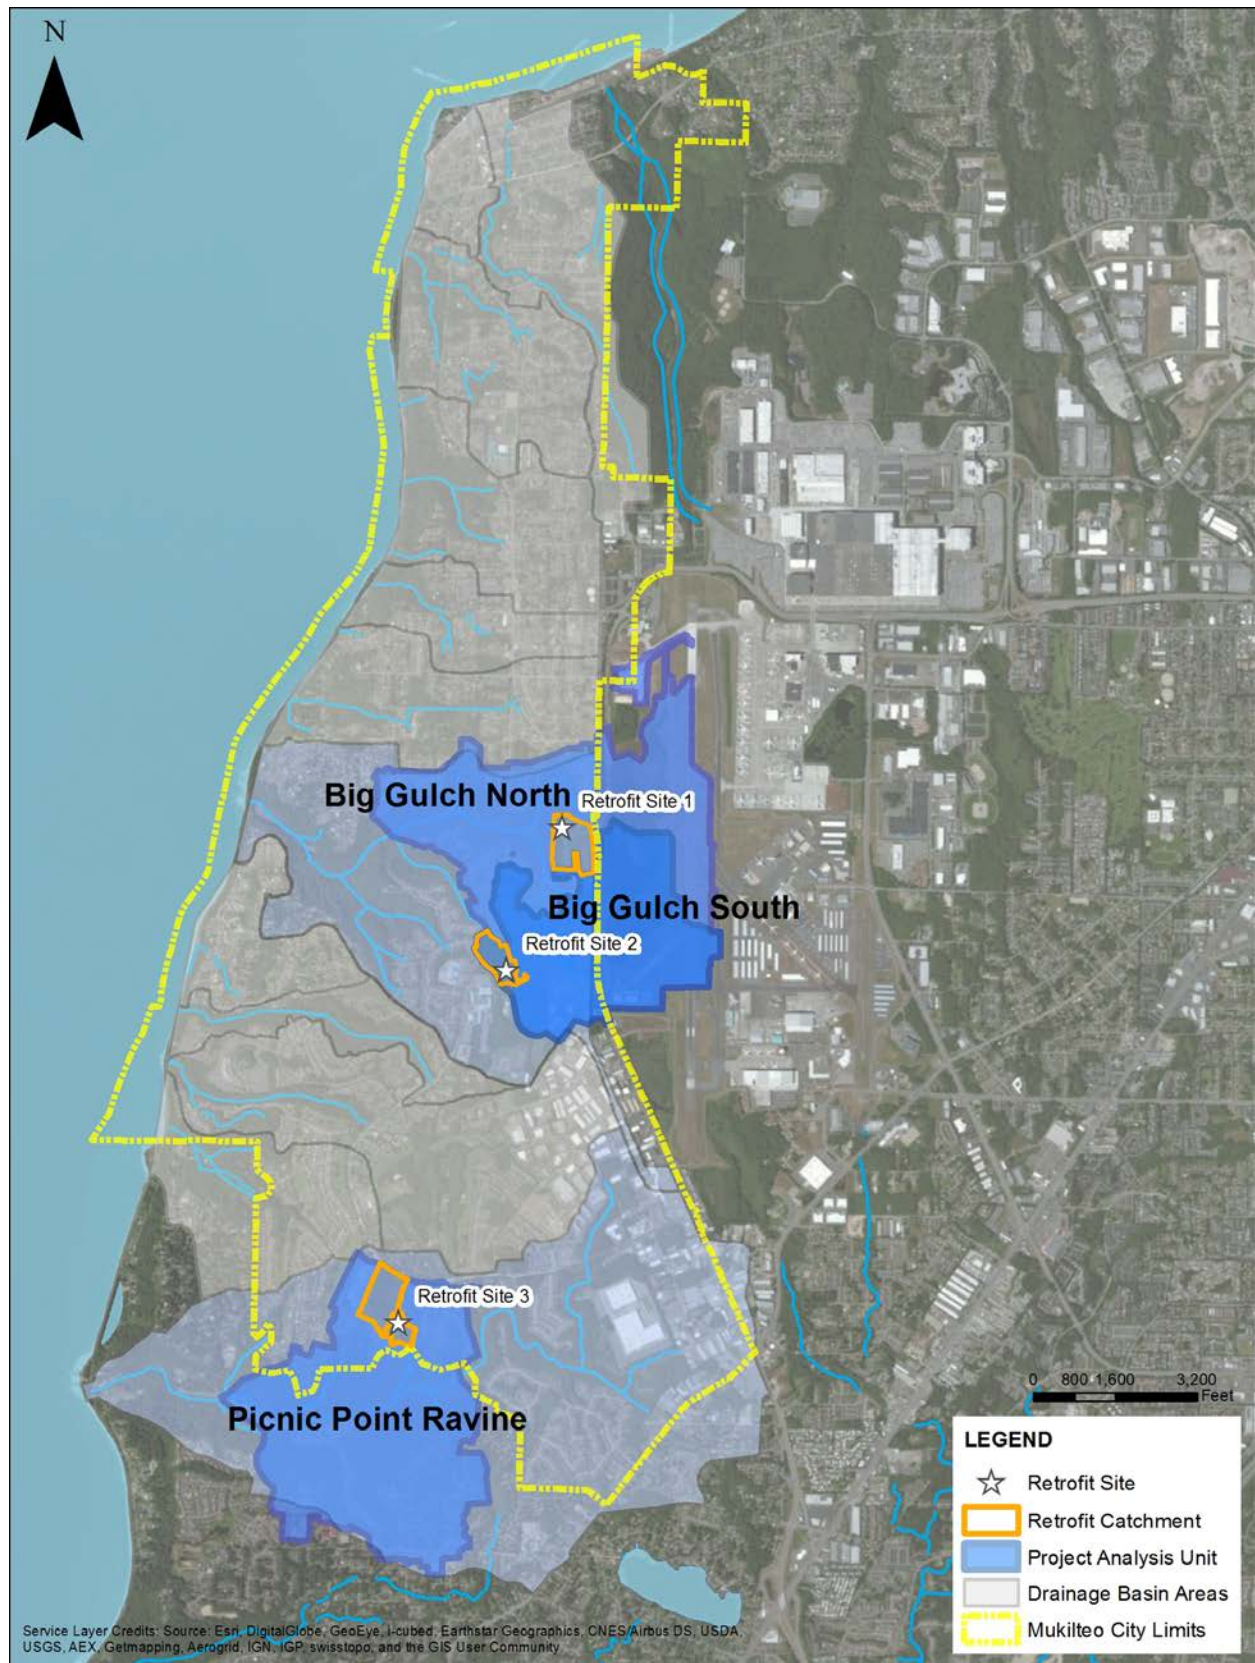 N
Big Gulch North
Retrofit Site 1
Big Gulch South
Retrofit Site 2
Retrofit Site 3
Picnic Point Ravine
0 800 1,600 3,200
Feet
LEGEND
Retrofit Site
Retrofit Catchment
Project Analysis Unit
Drainage Basin Areas
Mukilteo City Limits
Service Layer Credits: Source: Esri, DigitalGlobe, GeoEye, i-cubed, Earthstar Geographics, CNES/Airbus DS, USDA,
USGS, AEX, Getmapping, Aerogrid, IGN, IGP, swisstopo, and the GIS User Community